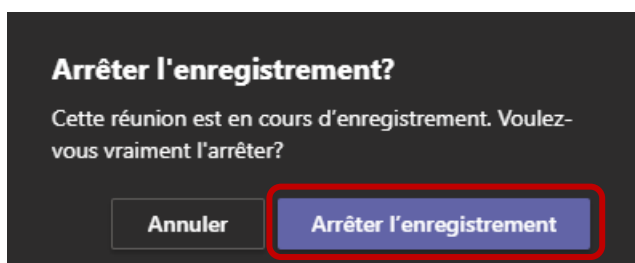 Arrêter l'enregistrement?
Cette réunion est en cours d’enregistrement. Voulez-
vous vraiment l'arrêter?
Annuler
Arrêter l’enregistrement